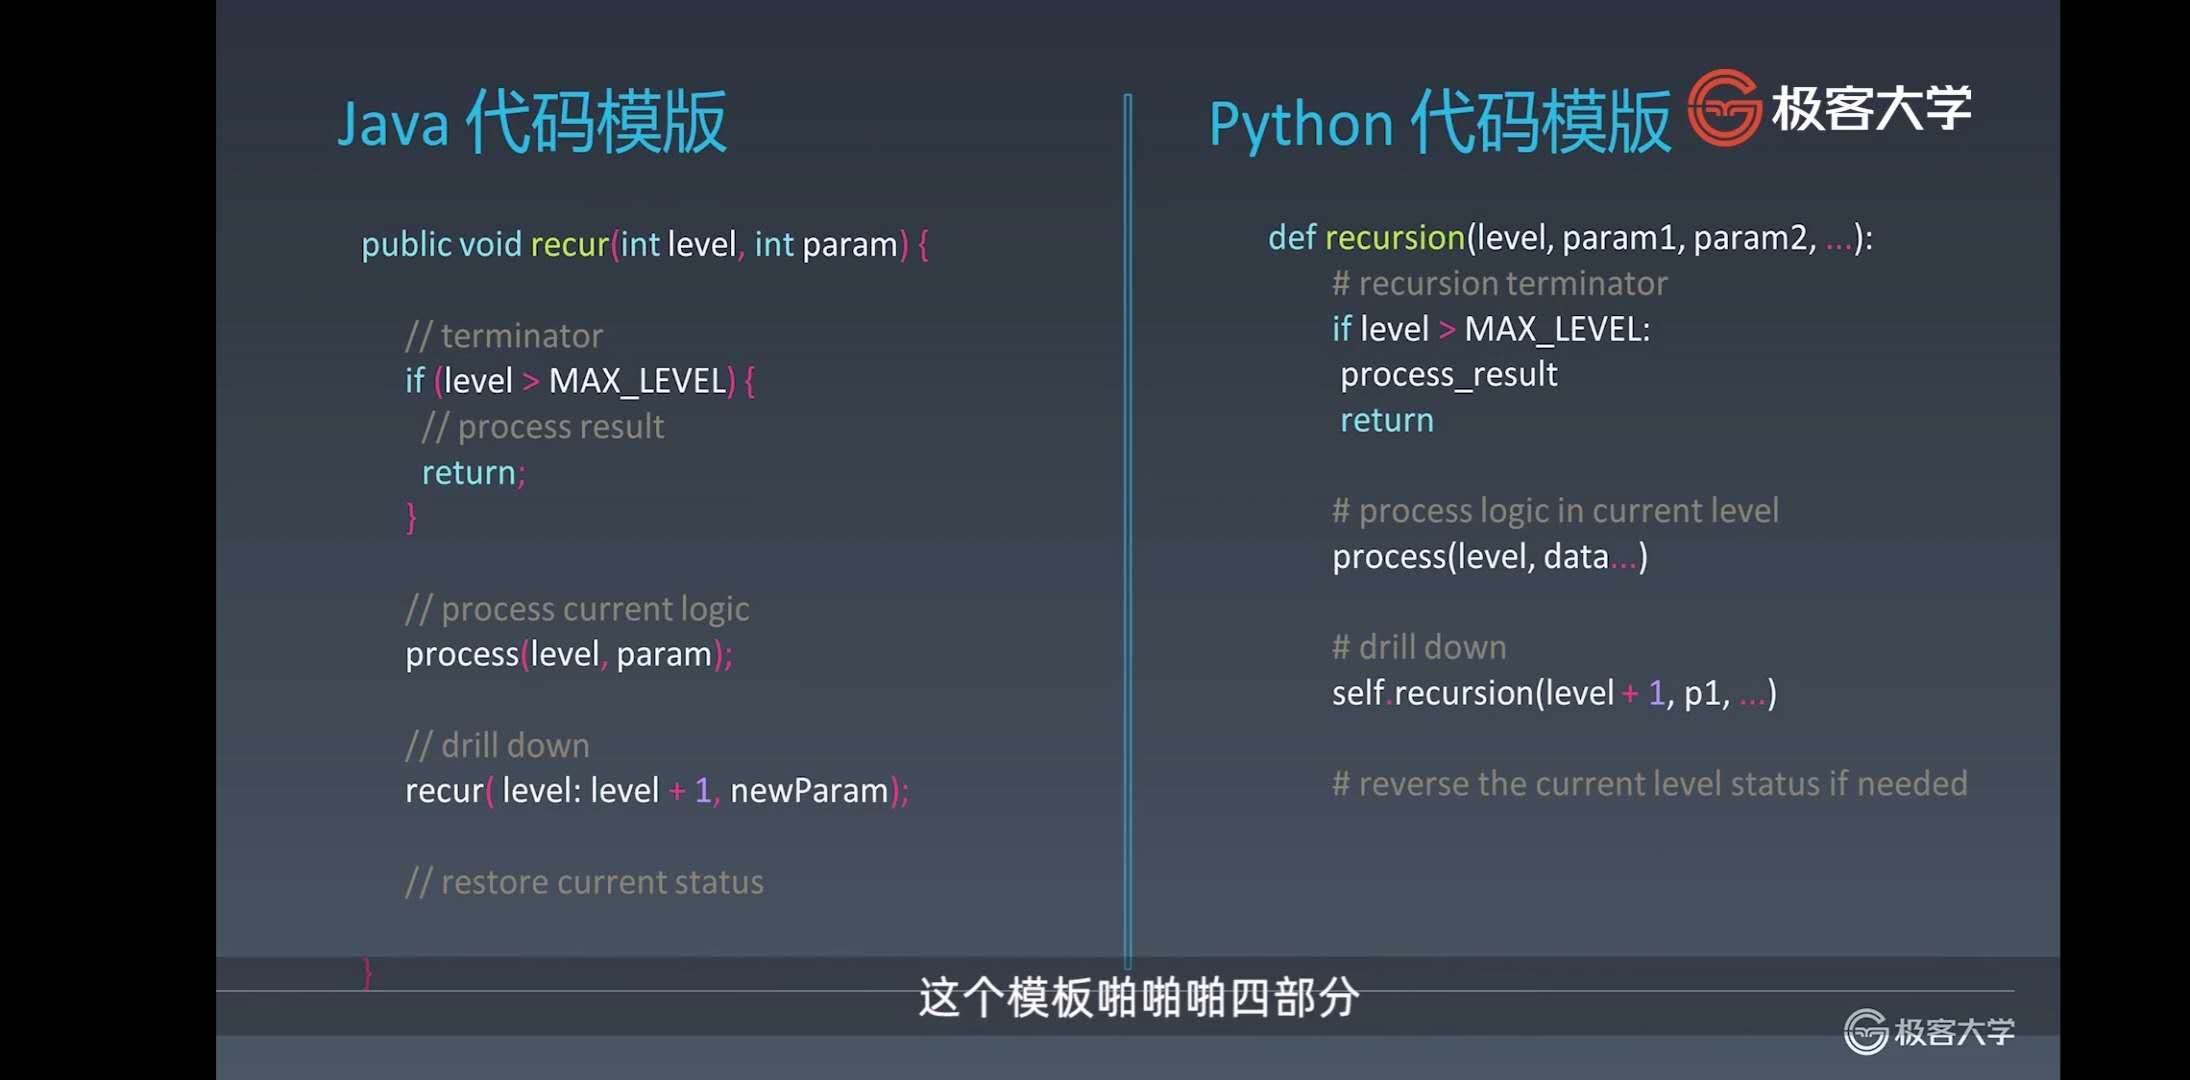 Java 代码模版
public void recur(int level, int param) {
// terminator
if (level > MAX_LEVEL) {
// process result
return;
}
// process current logic
process(level, param);
// drill down
recur( level: level + 1, newParam);
// restore current status
}
Python 代码模版
极客大学
def recursion(level, param1, param2, ...):
# recursion terminator
if level > MAX_LEVEL:
process_result
return
# process logic in current level
process(level, data...)
# drill down
self.recursion(level + 1, p1, ...)
# reverse the current level status if needed
这个模板啪啪啪四部分
极客大学